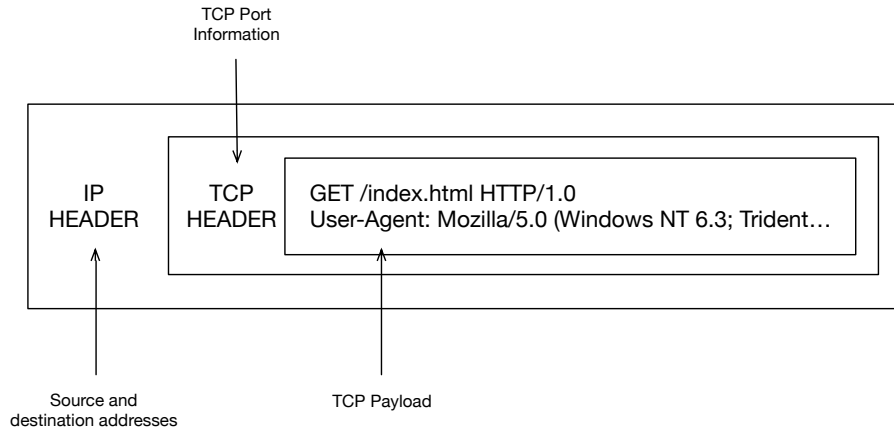 TCP Port
Information
IP
HEADER
TCP
HEADER
GET /index.html HTTP/1.0
User-Agent: Mozilla/5.0 (Windows NT 6.3; Trident…
Source and
destination addresses
TCP Payload